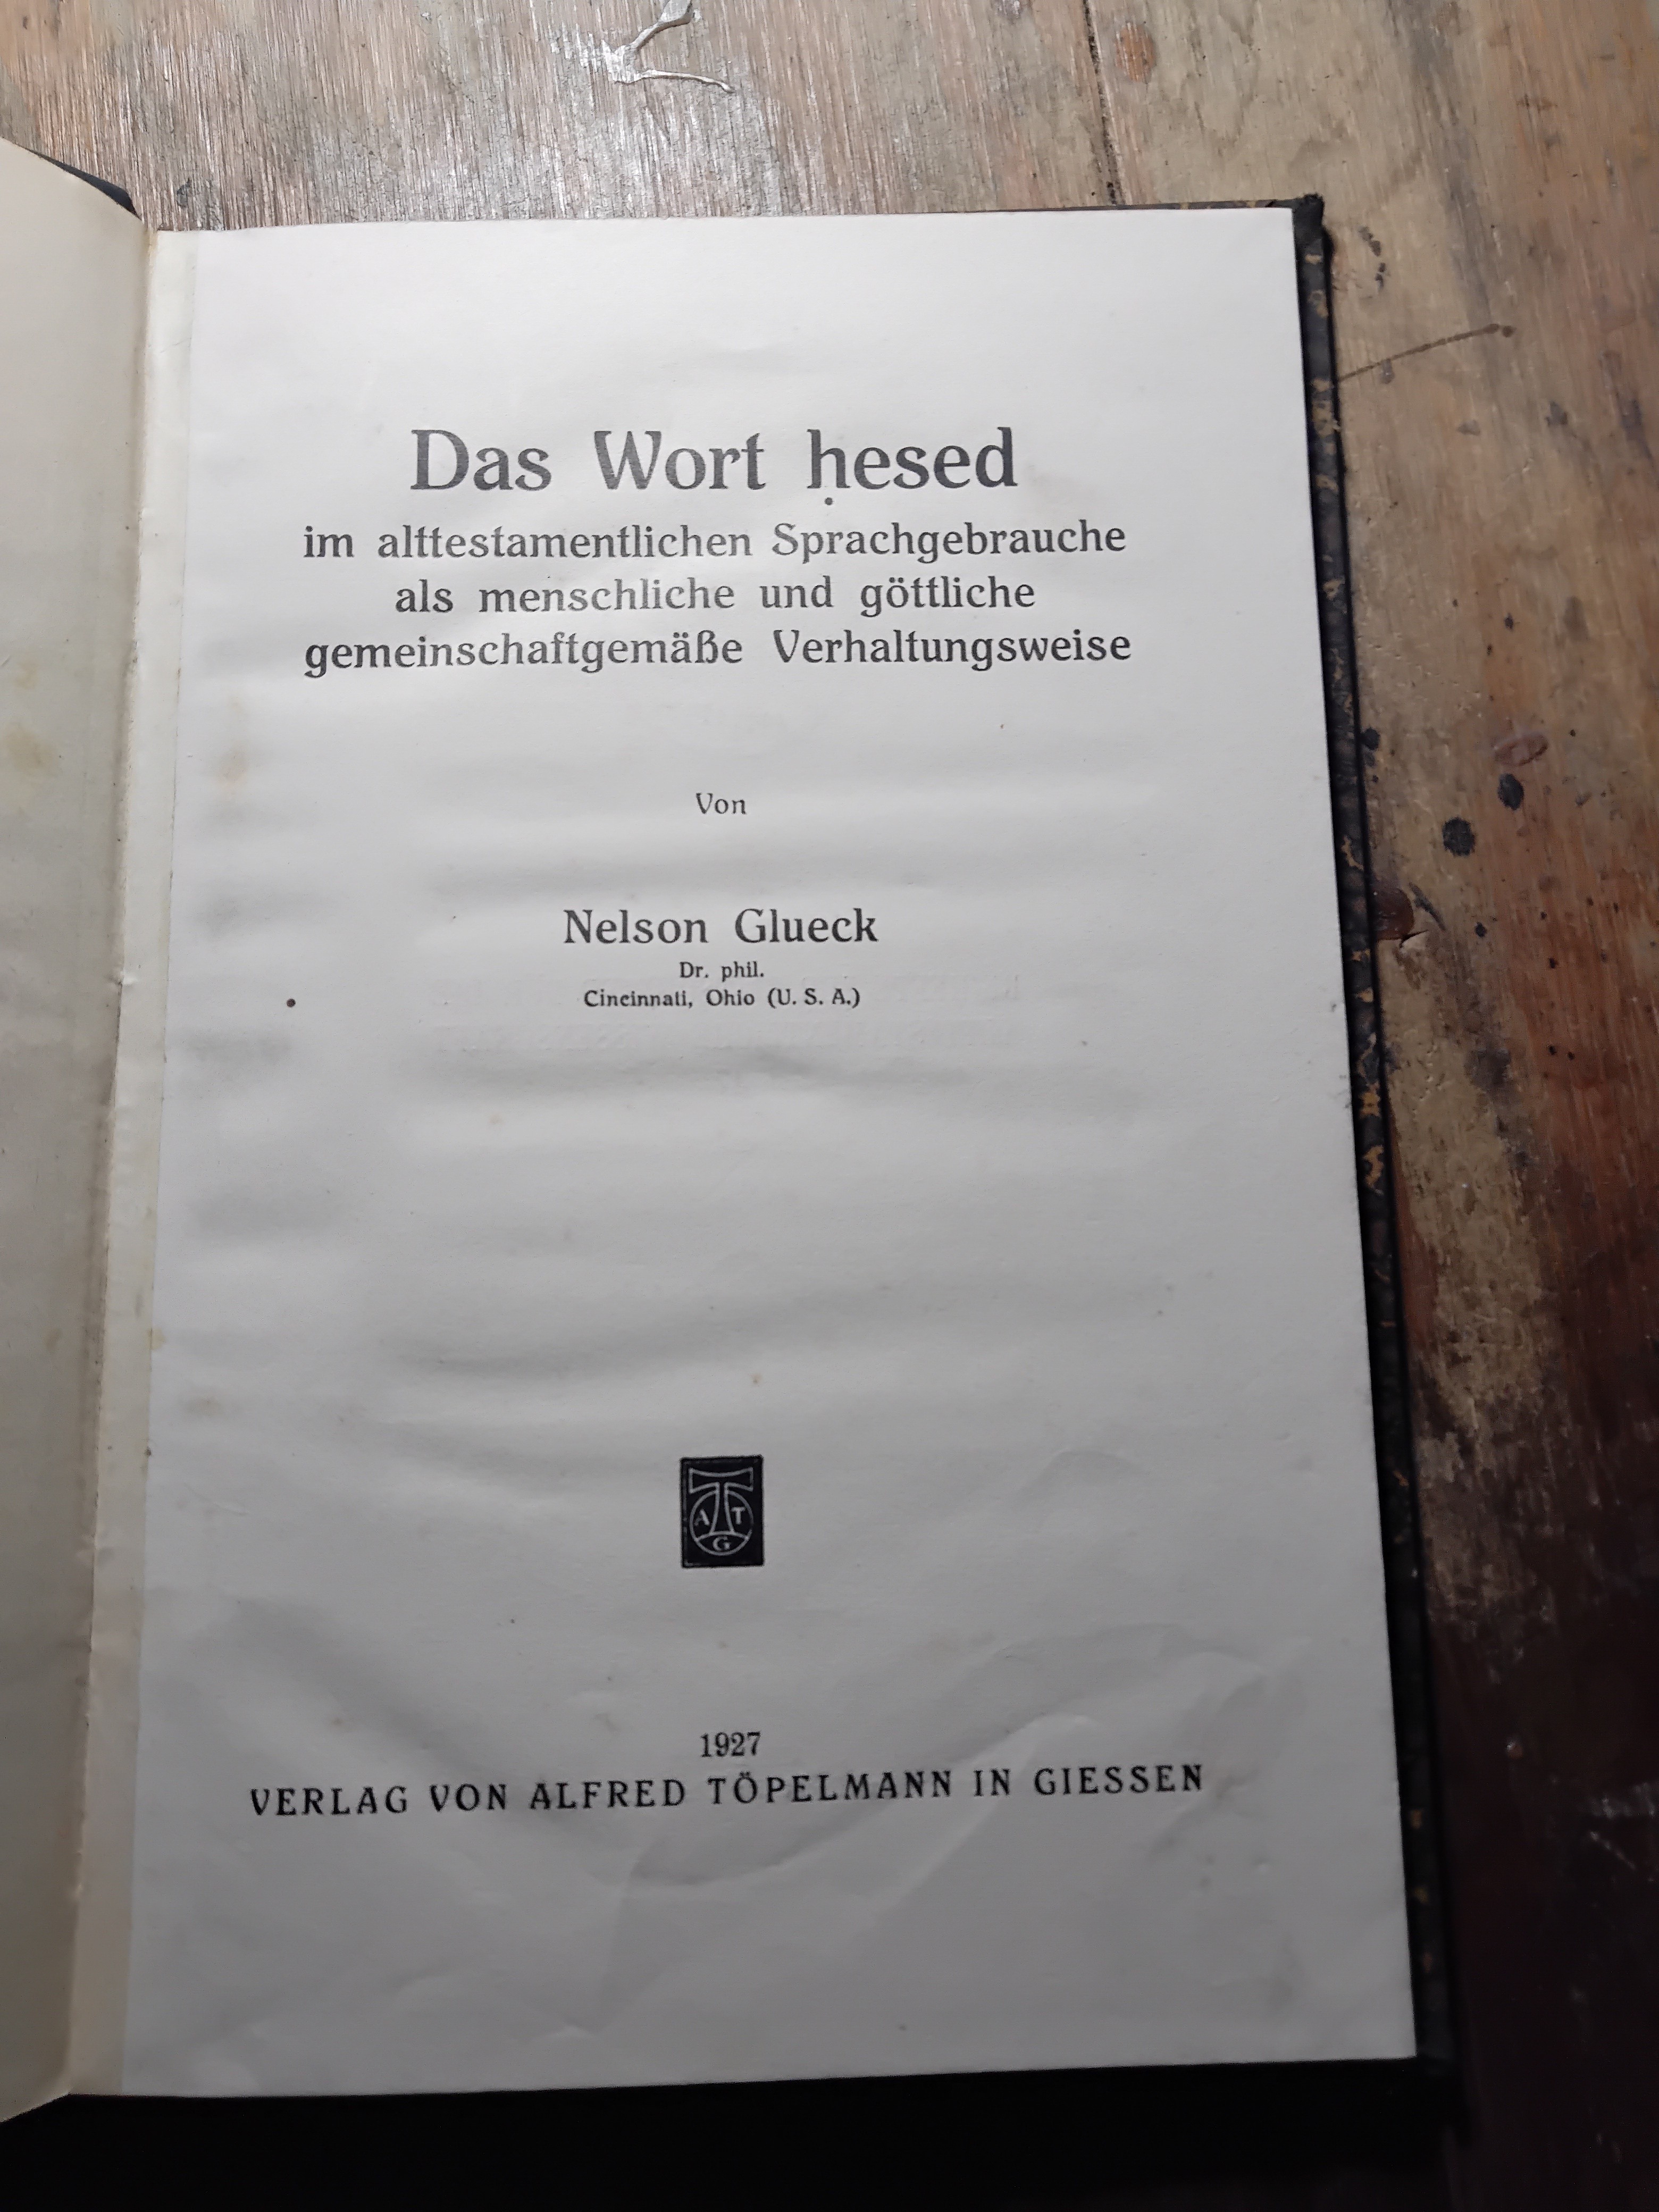 Das Wort ḥesed
im alttestamentlichen Sprachgebrauche
als menschliche und göttliche
gemeinschaftgemäße Verhaltungsweise
Von
Nelson Glueck
Dr. phil.
Cincinnati, Ohio (U. S. A.)
A T
G
1927
VERLAG VON ALFRED TÖPELMANN IN GIESSEN